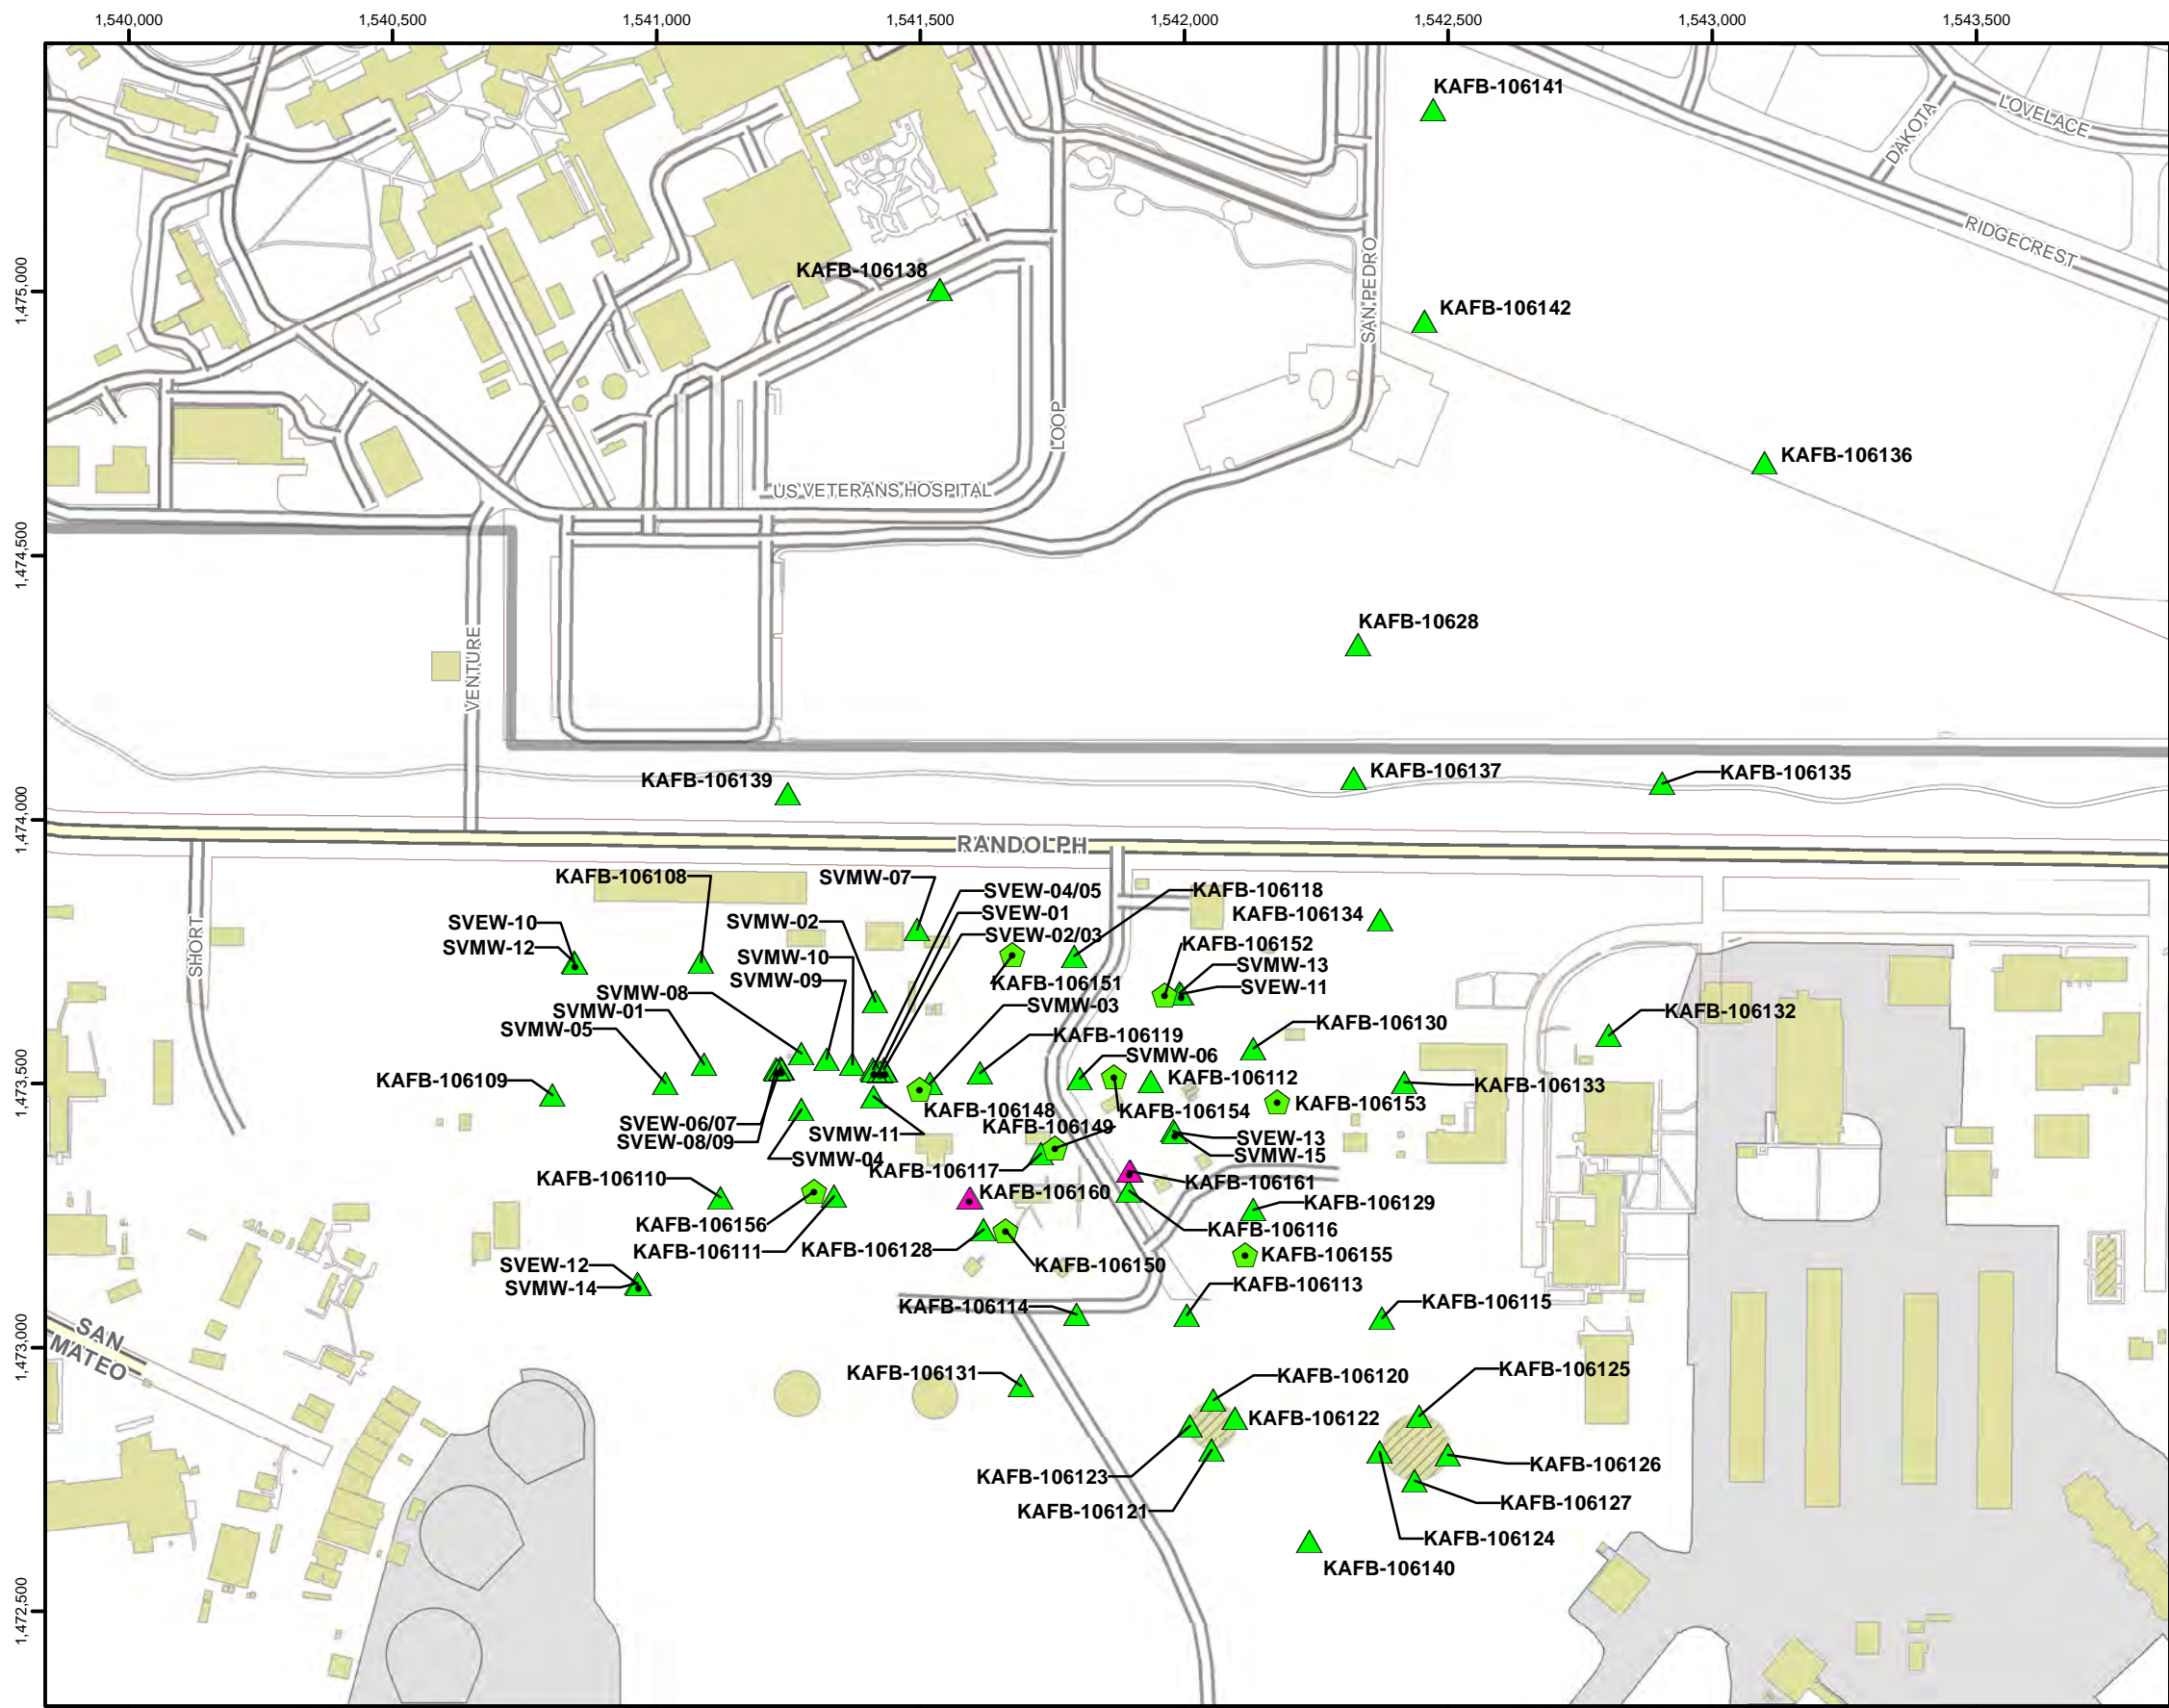 1,540,000
1,540,500
1,541,000
1,541,500
1,542,000
1,542,500
1,543,000
1,543,500
KAFB-106141
LOVELACE
DAKOTA
RIDGECREST
KAFB-106138
1,475,000
SAN PEDRO
KAFB-106142
LOOP
KAFB-106136
US VETERANS HOSPITAL
1,474,500
KAFB-10628
VENTURE
KAFB-106139
KAFB-106137
KAFB-106135
1,474,000
RANDOLPH
KAFB-106108
SVMW-07
SVEW-04/05
KAFB-106118
SVEW-10
SVMW-02
SVEW-01
KAFB-106134
SHORT
SVMW-12
SVEW-02/03
KAFB-106152
SVMW-10
SVMW-13
SVMW-09
KAFB-106151
SVEW-11
SVMW-08
SVMW-03
SVMW-01
KAFB-106132
SVMW-05
KAFB-106119
KAFB-106130
1,473,500
SVMW-06
KAFB-106109
KAFB-106112
KAFB-106133
KAFB-106148
KAFB-106154
KAFB-106153
SVEW-06/07
SVMW-11
KAFB-106149
SVEW-13
SVEW-08/09
SVMW-04
SVMW-15
KAFB-106117
KAFB-106110
KAFB-106160
KAFB-106161
KAFB-106129
KAFB-106156
KAFB-106116
KAFB-106111
KAFB-106128
KAFB-106155
SVEW-12
KAFB-106150
SVMW-14
KAFB-106113
KAFB-106114
KAFB-106115
1,473,000
SAN
MATEO
KAFB-106131
KAFB-106120
KAFB-106125
KAFB-106122
KAFB-106123
KAFB-106126
KAFB-106121
KAFB-106127
KAFB-106124
KAFB-106140
1,472,500